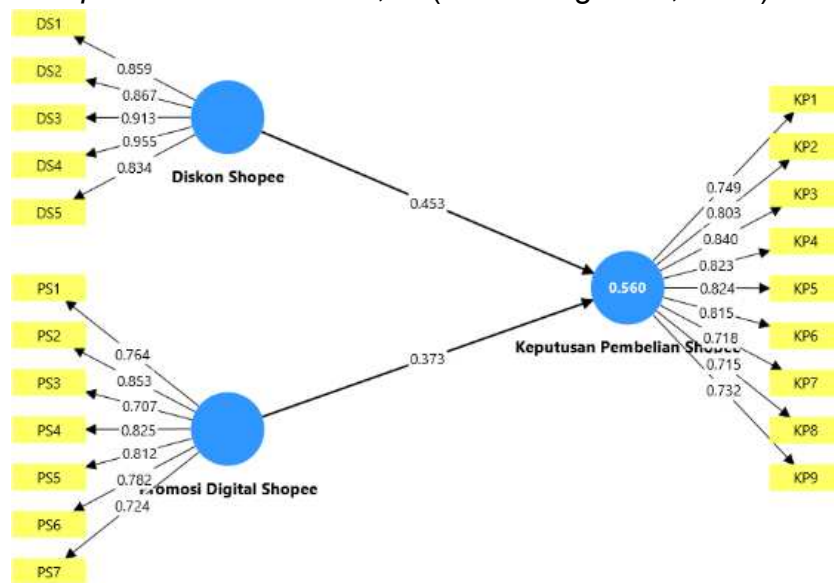 DS1
DS2
DS3
DS4
DS5
0.859
0.867
0.913
0.955
0.834
Diskon Shopee
0.453
PS1
PS2
PS3
PS4
PS5
PS6
PS7
0.764
0.853
0.707
0.825
0.812
0.782
0.724
Promosi Digital Shopee
0.373
0.560
Keputusan Pembelian Shopee
0.749
0.803
0.840
0.823
0.824
0.815
0.718
0.715
0.732
KP1
KP2
KP3
KP4
KP5
KP6
KP7
KP8
KP9